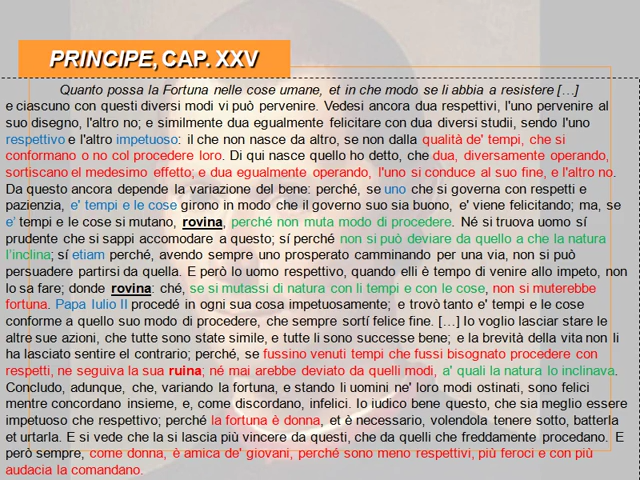 PRINCIPE, CAP. XXV
Quanto possa la Fortuna nelle cose umane, et in che modo se li abbia a resistere […]
e ciascuno con questi diversi modi vi può pervenire. Vedesi ancora dua respettivi, l'uno pervenire al
suo disegno, l'altro no; e similmente dua egualmente felicitare con dua diversi studii, sendo l'uno
respettivo e l'altro impetuoso: il che non nasce da altro, se non dalla qualità de' tempi, che si
conformano o no col procedere loro. Di qui nasce quello ho detto, che dua, diversamente operando,
sortiscano el medesimo effetto; e dua egualmente operando, l'uno si conduce al suo fine, e l'altro no.
Da questo ancora depende la variazione del bene: perché, se uno che si governa con respetti e
pazienzia, e' tempi e le cose girono in modo che il governo suo sia buono, e' viene felicitando; ma, se
e' tempi e le cose si mutano, rovina, perché non muta modo di procedere. Né si truova uomo sí
prudente che si sappi accomodare a questo; sí perché non si può deviare da quello a che la natura
l'inclina; sí etiam perché, avendo sempre uno prosperato camminando per una via, non si può
persuadere partirsi da quella. E però lo uomo respettivo, quando elli è tempo di venire allo impeto, non
lo sa fare; donde rovina: ché, se si mutassi di natura con li tempi e con le cose, non si muterebbe
fortuna. Papa Iulio II procedé in ogni sua cosa impetuosamente; e trovò tanto e' tempi e le cose
conforme a quello suo modo di procedere, che sempre sortí felice fine. […] Io voglio lasciar stare le
altre sue azioni, che tutte sono state simile, e tutte li sono successe bene; e la brevità della vita non li
ha lasciato sentire el contrario; perché, se fussino venuti tempi che fussi bisognato procedere con
respetti, ne seguiva la sua ruina; né mai arebbe deviato da quelli modi, a' quali la natura lo inclinava.
Concludo, adunque, che, variando la fortuna, e stando li uomini ne' loro modi ostinati, sono felici
mentre concordano insieme, e, come discordano, infelici. Io iudico bene questo, che sia meglio essere
impetuoso che respettivo; perché la fortuna è donna, et è necessario, volendola tenere sotto, batterla
et urtarla. E si vede che la si lascia più vincere da questi, che da quelli che freddamente procedano. E
però sempre, come donna, è amica de' giovani, perché sono meno respettivi, più feroci e con più
audacia la comandano.